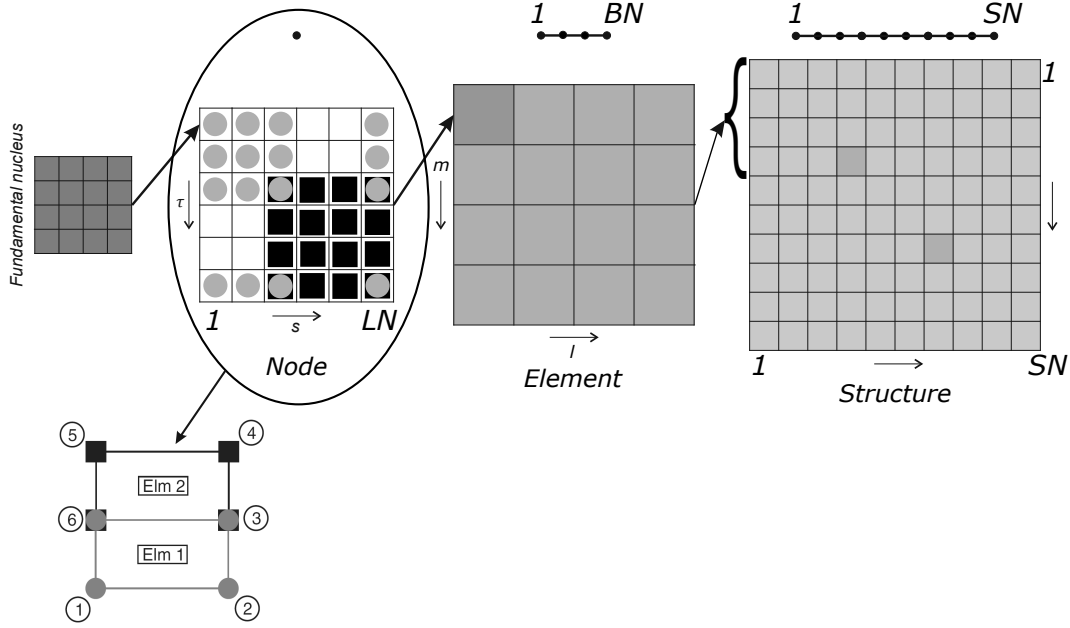 1 BN
1 SN
Fundamental nucleus
τ
m
1
1 s LN
Node
l
Element
1 SN
Structure
5 4
Elm 2
6 3
Elm 1
1 2